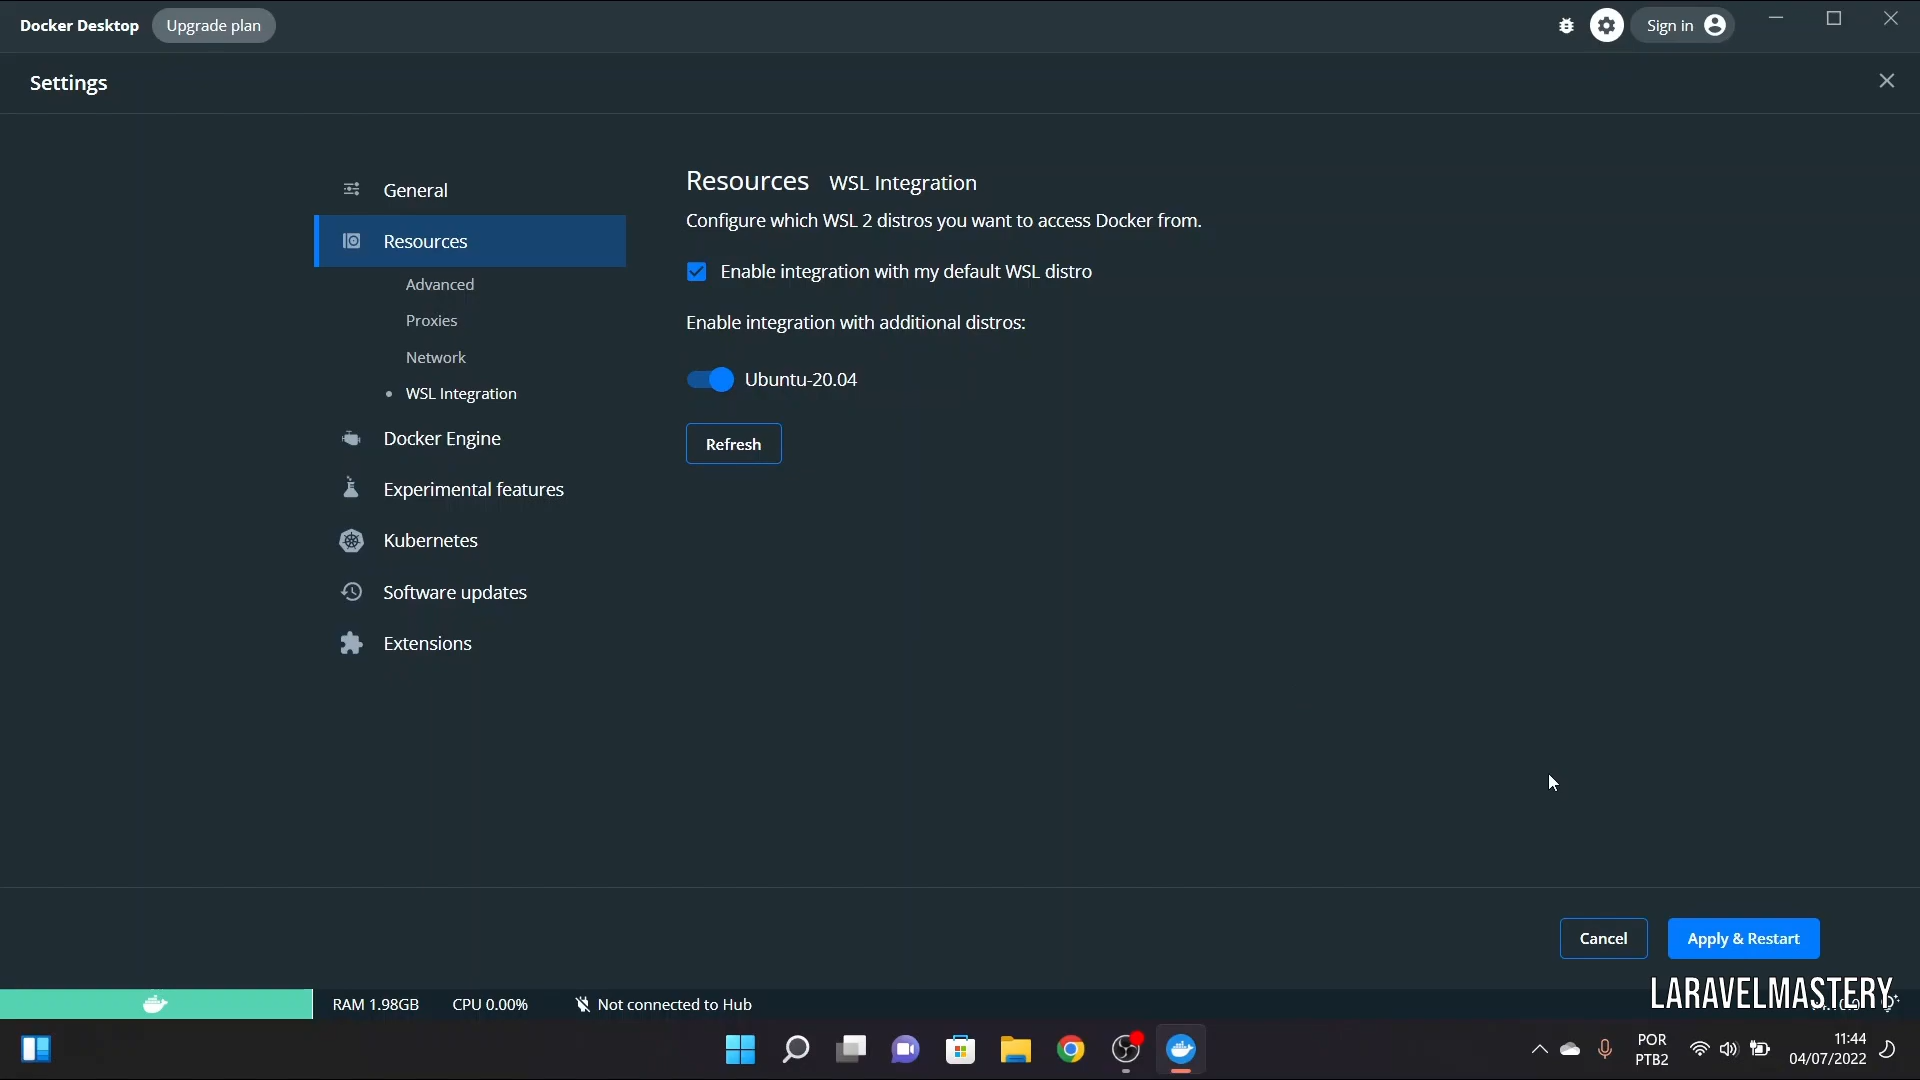 Docker Desktop
Upgrade plan
Sign in
Settings
General
Resources
Advanced
Proxies
Network
WSL Integration
Docker Engine
Experimental features
Kubernetes
Software updates
Extensions
Resources WSL Integration
Configure which WSL 2 distros you want to access Docker from.
Enable integration with my default WSL distro
Enable integration with additional distros:
Ubuntu-20.04
Refresh
Cancel
Apply & Restart
LARAVELMASTERY
RAM 1.98GB
CPU 0.00%
Not connected to Hub
POR
PTB2
11:44
04/07/2022